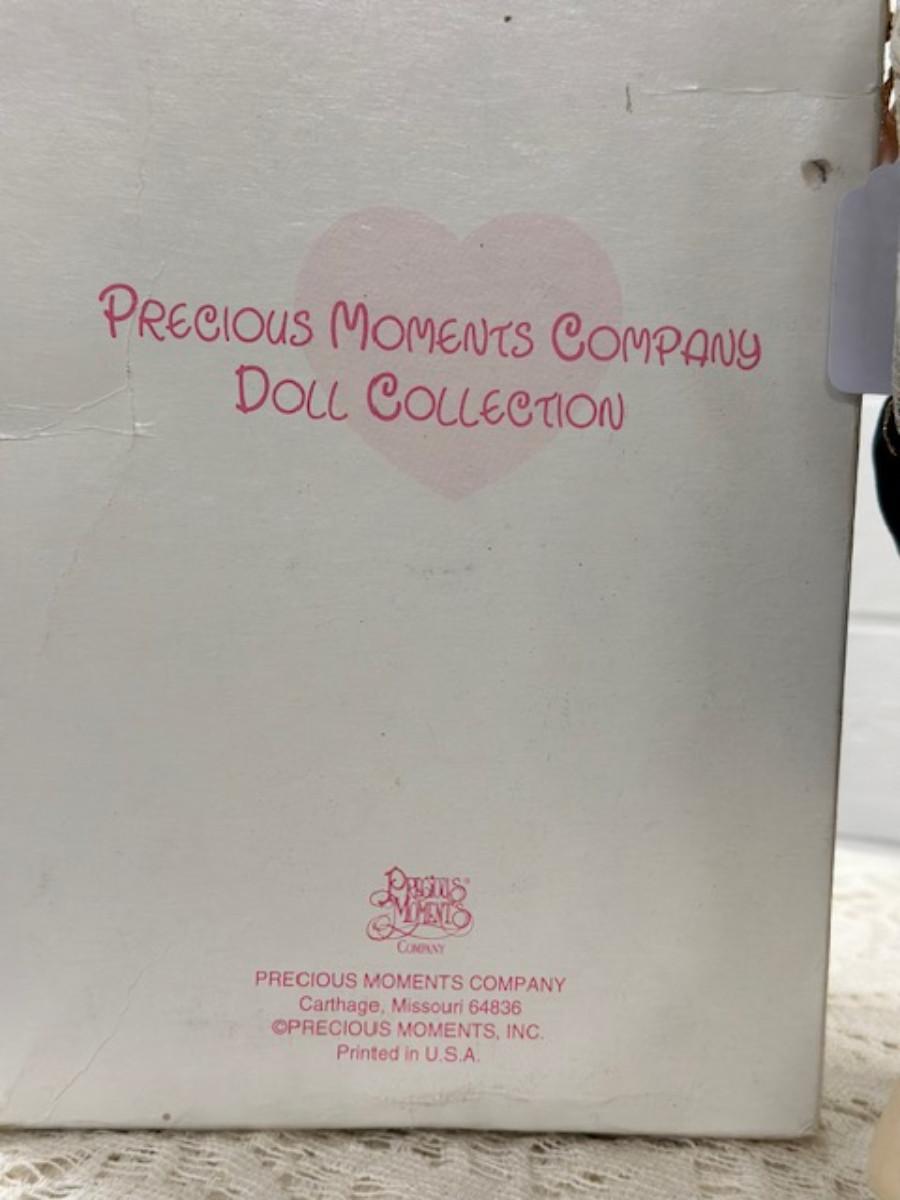 PRECIOUS MOMENTS COMPANY
DOLL COLLECTION
PRECIOUS®
MOMENTS
COMPANY
PRECIOUS MOMENTS COMPANY
Carthage, Missouri 64836
©PRECIOUS MOMENTS, INC.
Printed in U.S.A.